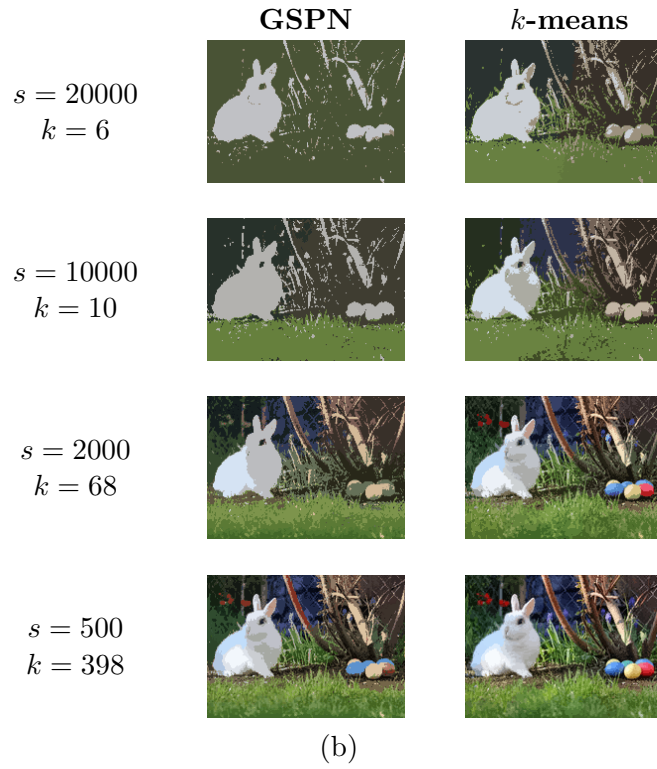 GSPN k-means
s = 20000
k = 6
s = 10000
k = 10
s = 2000
k = 68
s = 500
k = 398
(b)